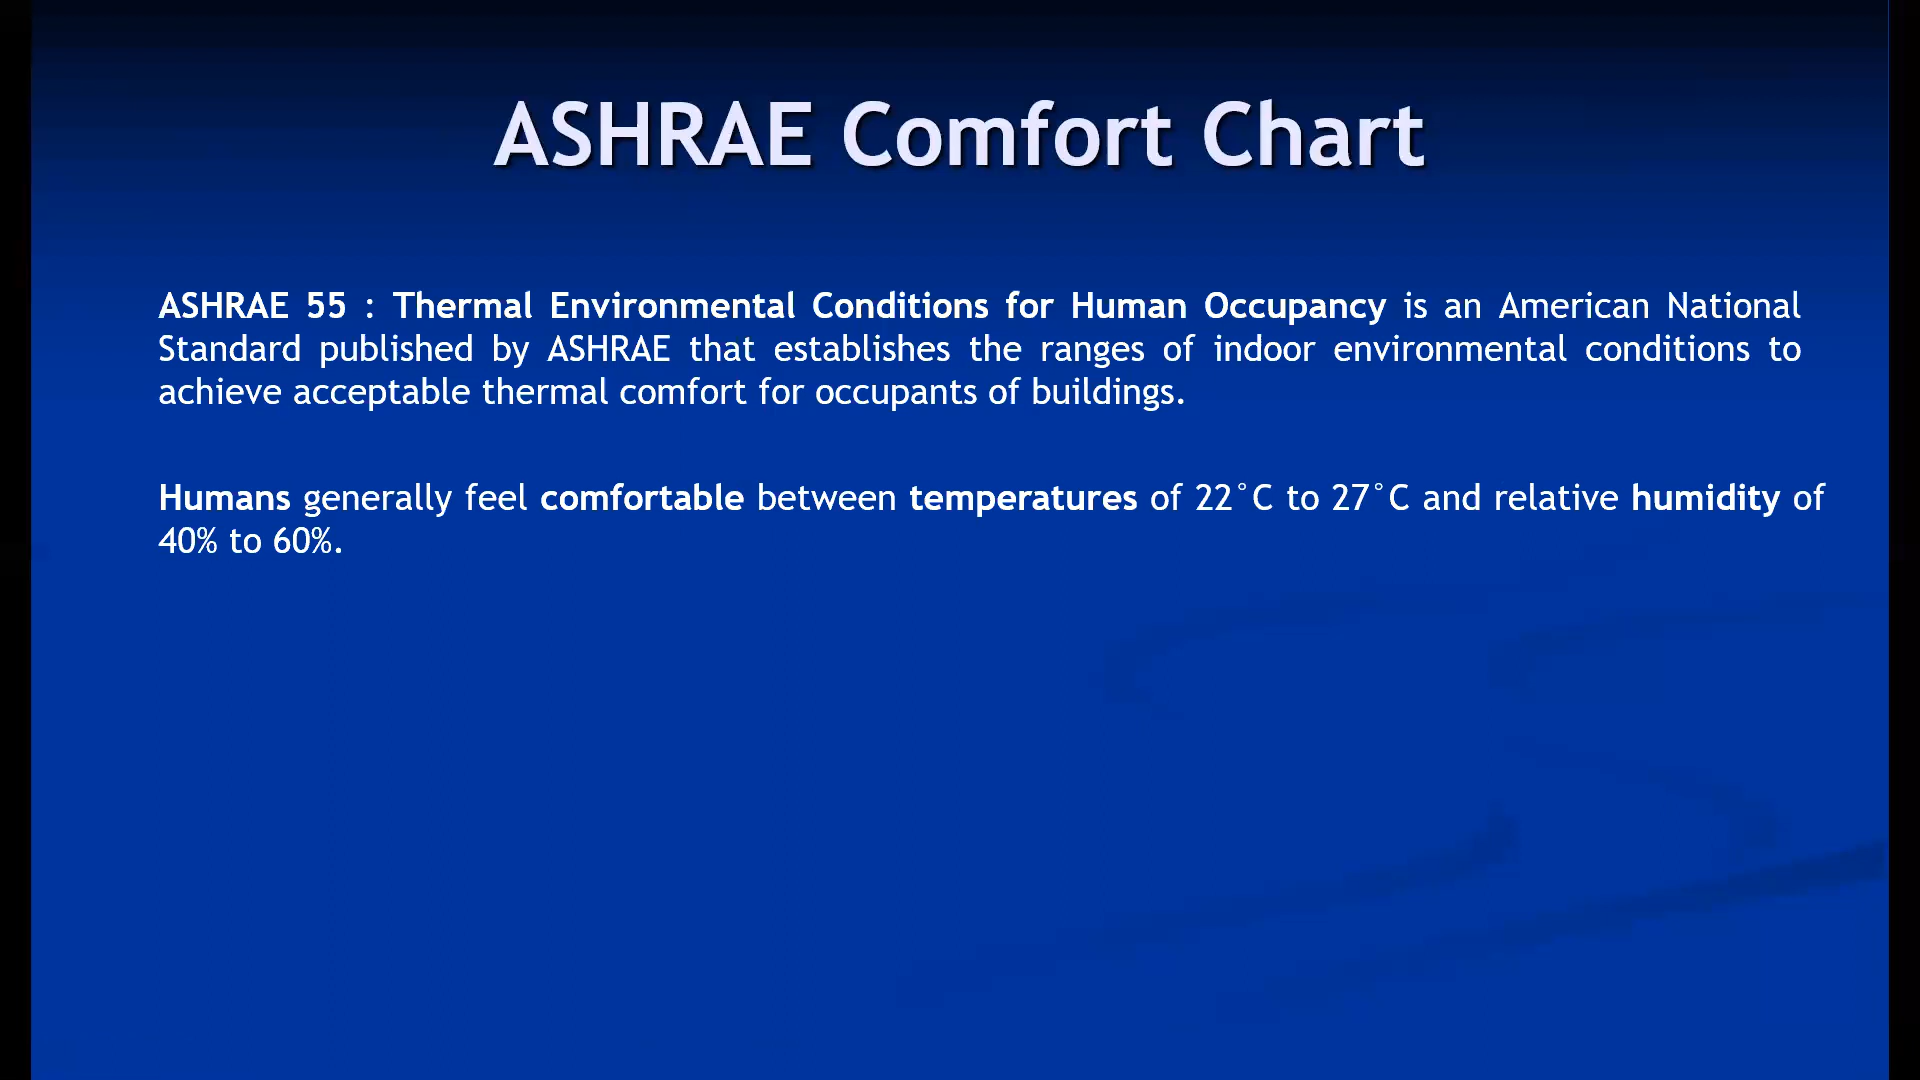 ASHRAE Comfort Chart
ASHRAE 55 : Thermal Environmental Conditions for Human Occupancy is an American National
Standard published by ASHRAE that establishes the ranges of indoor environmental conditions to
achieve acceptable thermal comfort for occupants of buildings.
Humans generally feel comfortable between temperatures of 22°C to 27°C and relative humidity of
40% to 60%.